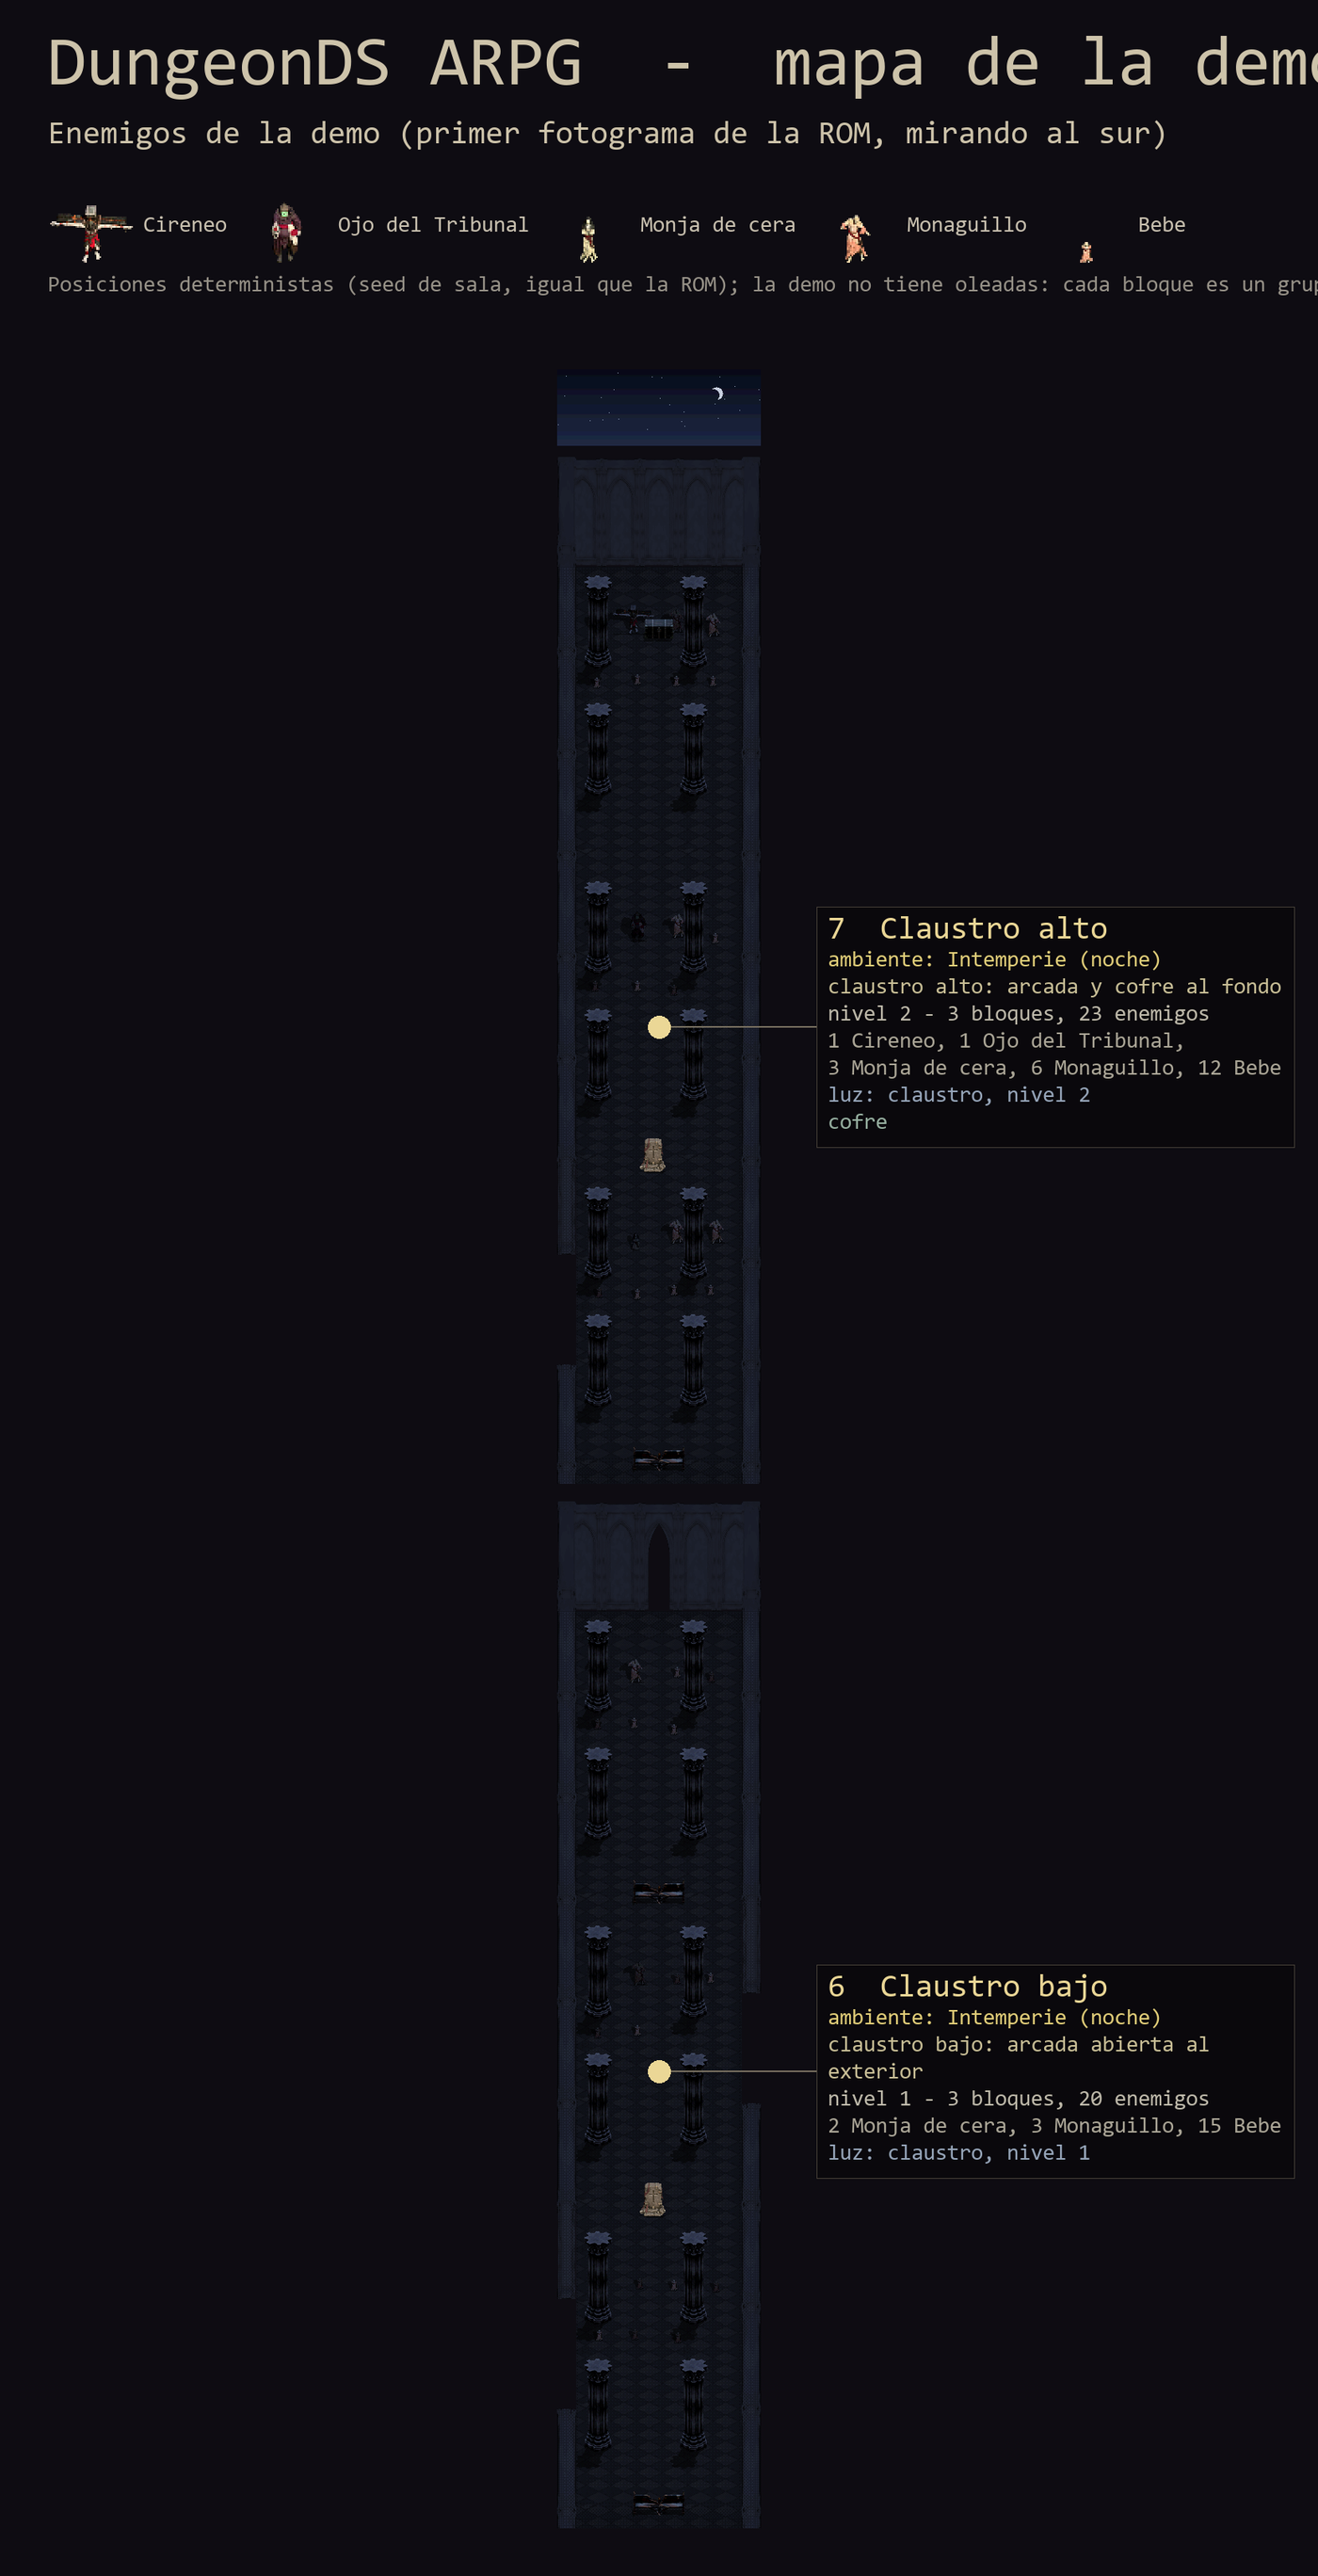 DungeonDS ARPG - mapa de la demo
Enemigos de la demo (primer fotograma de la ROM, mirando al sur)
Cireneo Ojo del Tribunal Monja de cera Monaguillo Bebe
Posiciones deterministas (seed de sala, igual que la ROM); la demo no tiene oleadas: cada bloque es un
7 Claustro alto
ambiente: Intemperie (noche)
claustro alto: arcada y cofre al fondo
nivel 2 - 3 bloques, 23 enemigos
1 Cireneo, 1 Ojo del Tribunal,
3 Monja de cera, 6 Monaguillo, 12 Bebe
luz: claustro, nivel 2
cofre
6 Claustro bajo
ambiente: Intemperie (noche)
claustro bajo: arcada abierta al
exterior
nivel 1 - 3 bloques, 20 enemigos
2 Monja de cera, 3 Monaguillo, 15 Bebe
luz: claustro, nivel 1